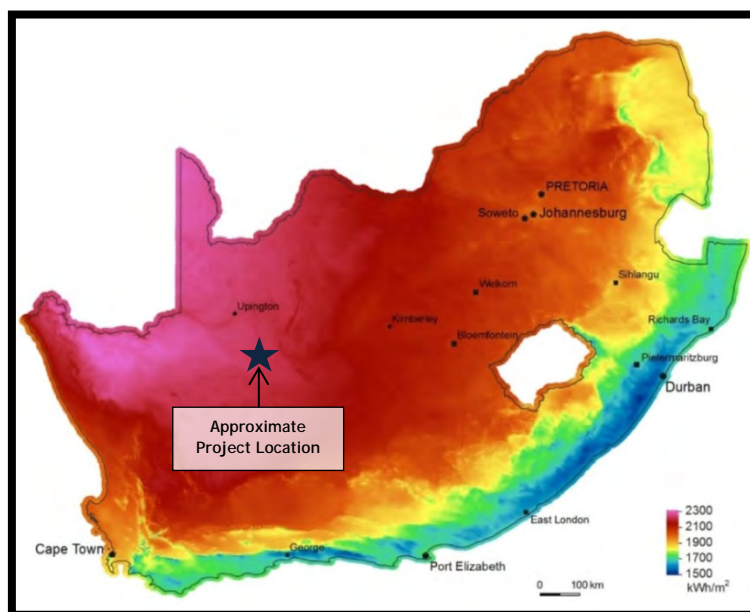 PRETORIA
Soweto
Johannesburg
Sihlangu
Welkom
Upington
Kimberley
Bloemfontein
Richards Bay
Pietermaritzburg
Durban
Approximate
Project Location
East London
Cape Town
George
Port Elizabeth
0 100 km
2300
2100
1900
1700
1500
kWh/m²